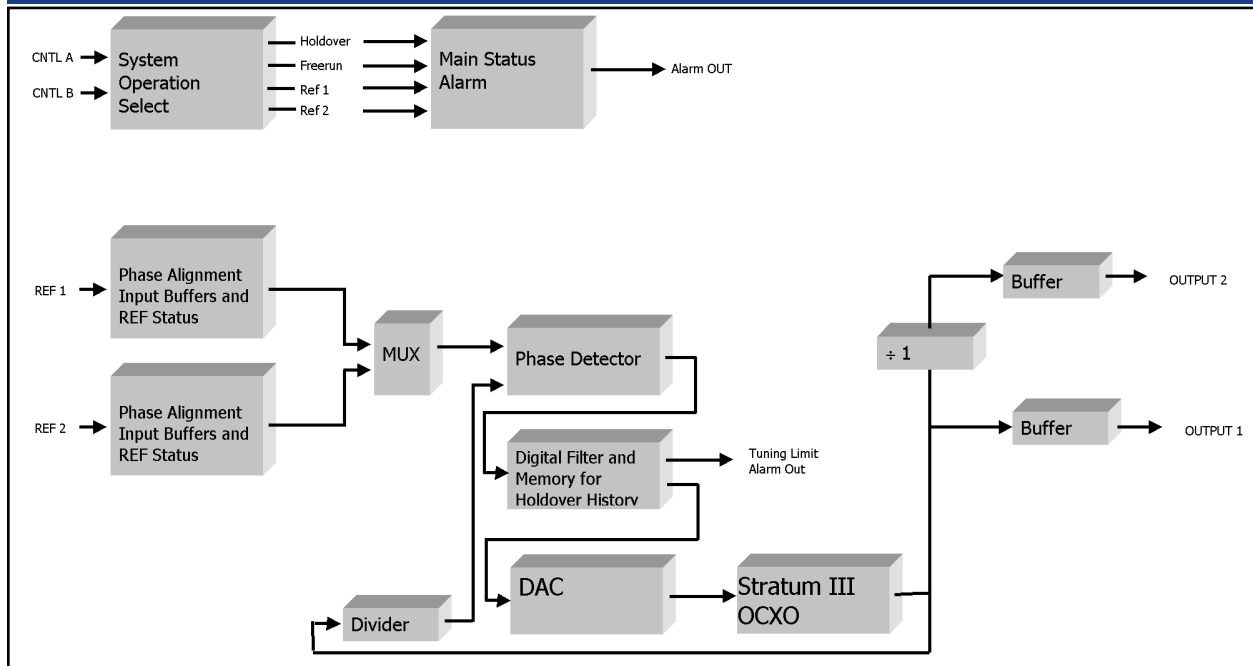 CNTL A
CNTL B
System
Operation
Select
Holdover
Freerun
Ref 1
Ref 2
Main Status
Alarm
Alarm OUT
REF 1
Phase Alignment
Input Buffers and
REF Status
REF 2
Phase Alignment
Input Buffers and
REF Status
MUX
Phase Detector
Digital Filter and
Memory for
Holdover History
Tuning Limit
Alarm Out
DAC
Stratum III
OCXO
Divider
÷ 1
Buffer
OUTPUT 2
Buffer
OUTPUT 1